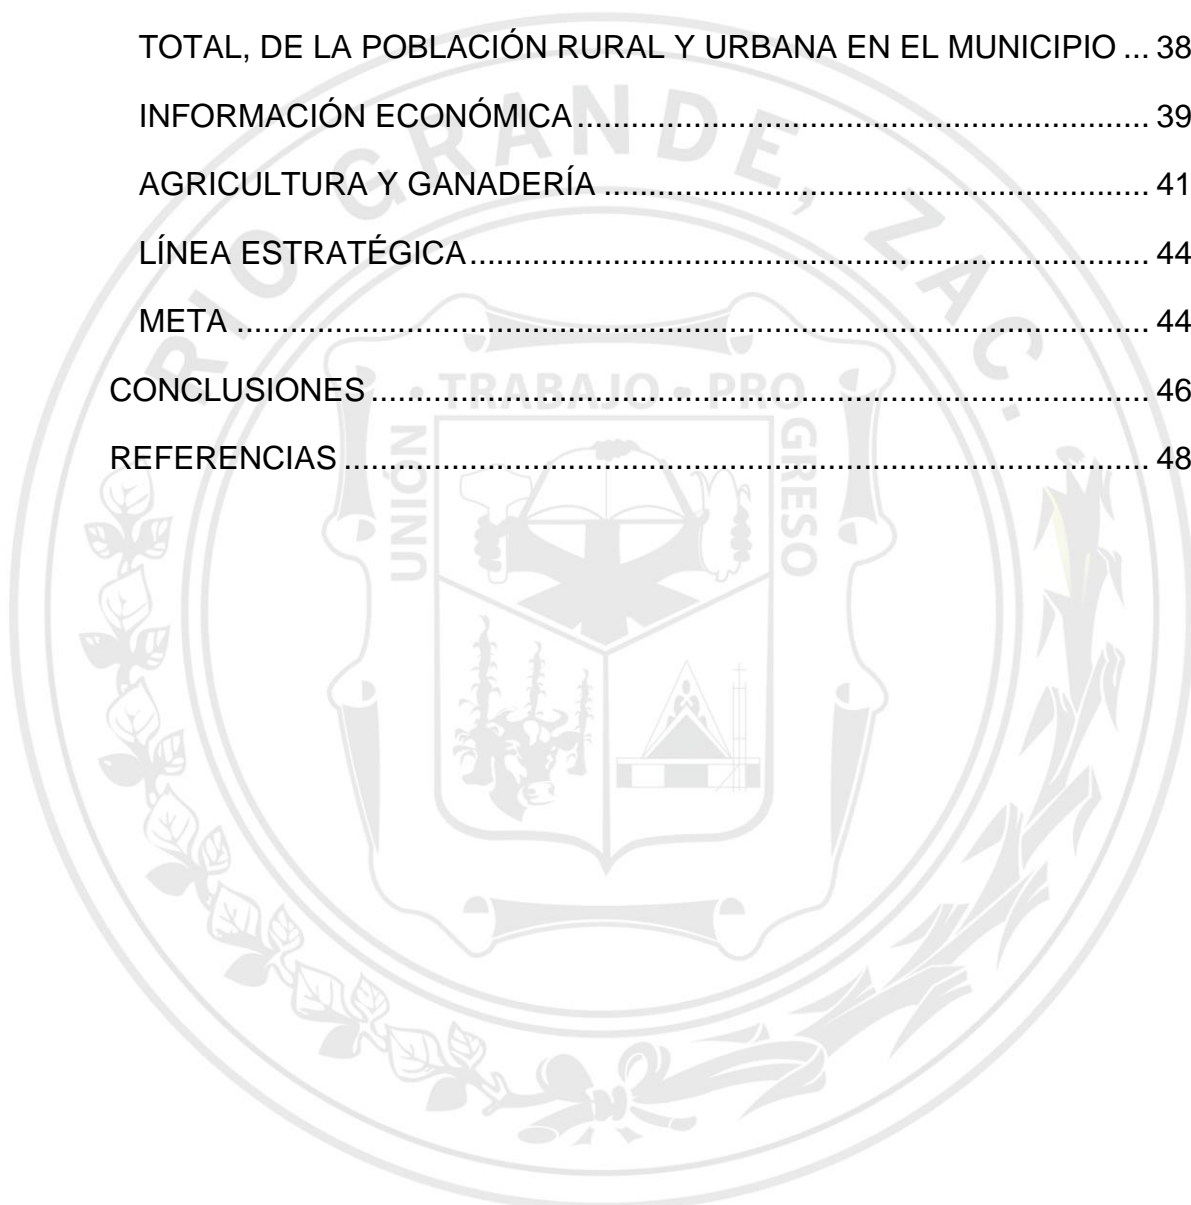 TOTAL, DE LA POBLACIÓN RURAL Y URBANA EN EL MUNICIPIO ... 38
INFORMACIÓN ECONÓMICA ........................................................ 39
AGRICULTURA Y GANADERÍA ..................................................... 41
LÍNEA ESTRATÉGICA .................................................................. 44
META ......................................................................................... 44
CONCLUSIONES ............................................................................ 46
REFERENCIAS ............................................................................... 48
RIO GRANDE, ZAC.
UNIÓN • TRABAJO • PROGRESO